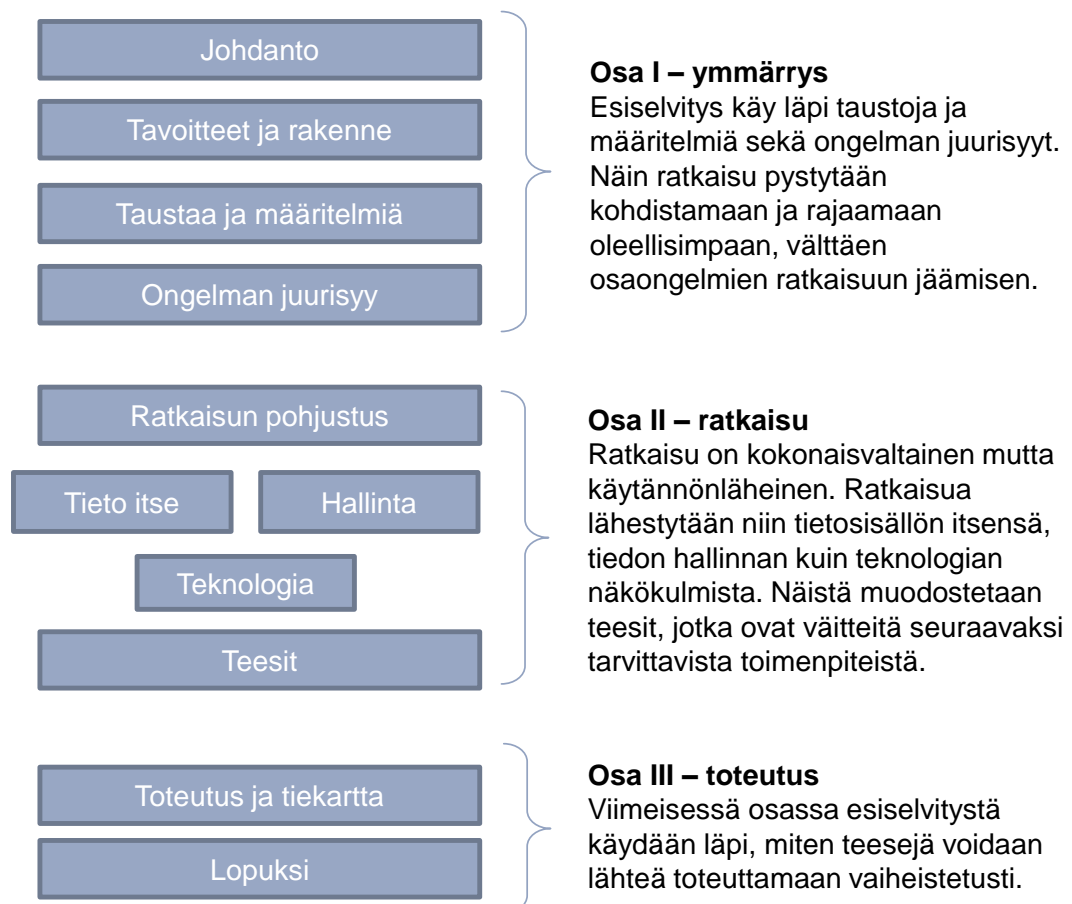 Johdanto
Tavoitteet ja rakenne
Taustaa ja määritelmiä
Ongelman juurisyy
Osa I – ymmärrys
Esiselvitys käy läpi taustoja ja
määritelmiä sekä ongelman juurisyyt.
Näin ratkaisu pystytään
kohdistamaan ja rajaamaan
oleellisimpaan, välttäen
osaongelmien ratkaisuun jäämisen.
Ratkaisun pohjustus
Tieto itse
Hallinta
Teknologia
Teesit
Osa II – ratkaisu
Ratkaisu on kokonaisvaltainen mutta
käytännönläheinen. Ratkaisua
lähestytään niin tietosisällön itsensä,
tiedon hallinnan kuin teknologian
näkökulmista. Näistä muodostetaan
teesit, jotka ovat väitteitä seuraavaksi
tarvittavista toimenpiteistä.
Toteutus ja tiekartta
Lopuksi
Osa III – toteutus
Viimeisessä osassa esiselvitystä
käydään läpi, miten teesejä voidaan
lähteä toteuttamaan vaiheistetusti.